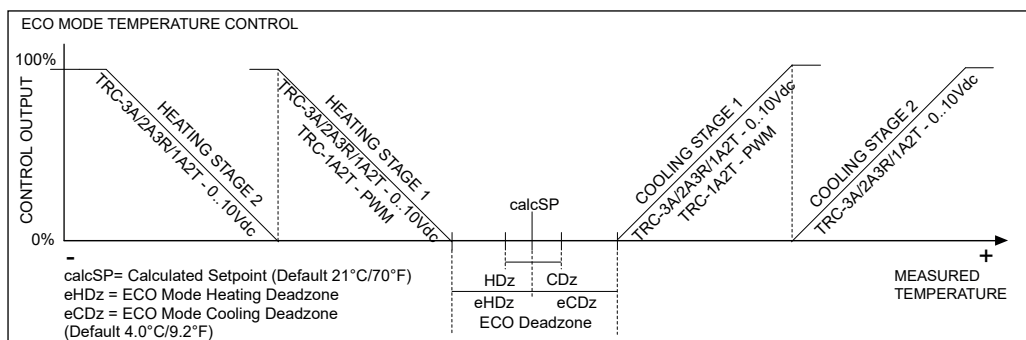 ECO MODE TEMPERATURE CONTROL
100%
CONTROL OUTPUT
0%
HEATING STAGE 2
TRC-3A/2A3R/1A2T - 0..10Vdc
HEATING STAGE 1
TRC-3A/2A3R/1A2T - 0..10Vdc
TRC-1A2T - PWM
calcSP
COOLING STAGE 1
TRC-3A/2A3R/1A2T - 0..10Vdc
TRC-1A2T - PWM
COOLING STAGE 2
TRC-3A/2A3R/1A2T - 0..10Vdc
-
+
HDz CDz
eHDz eCDz
ECO Deadzone
MEASURED
TEMPERATURE
calcSP= Calculated Setpoint (Default 21°C/70°F)
eHDz = ECO Mode Heating Deadzone
eCDz = ECO Mode Cooling Deadzone
(Default 4.0°C/9.2°F)